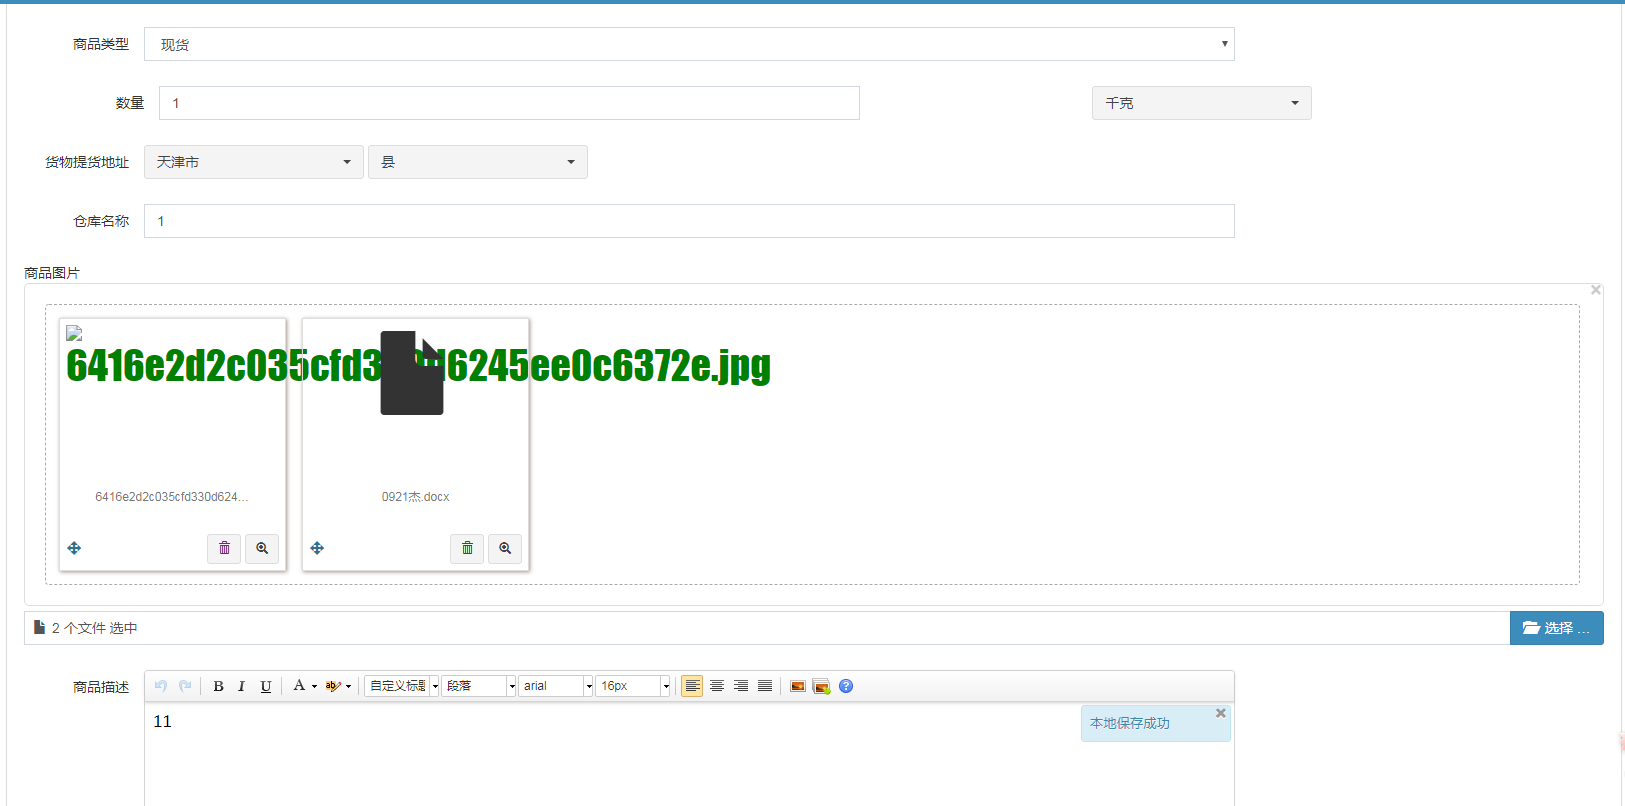 商品类型 现货
数量 1 千克
货物提货地址 天津市 县
仓库名称 1
商品图片
6416e2d2c035cfd330d6245ee0c6372e.jpg
6416e2d2c035cfd330d624... 0921杰.docx
2 个文件 选中 选择 ...
商品描述 B I U A ab 自定义标题 段落 arial 16px
11 本地保存成功